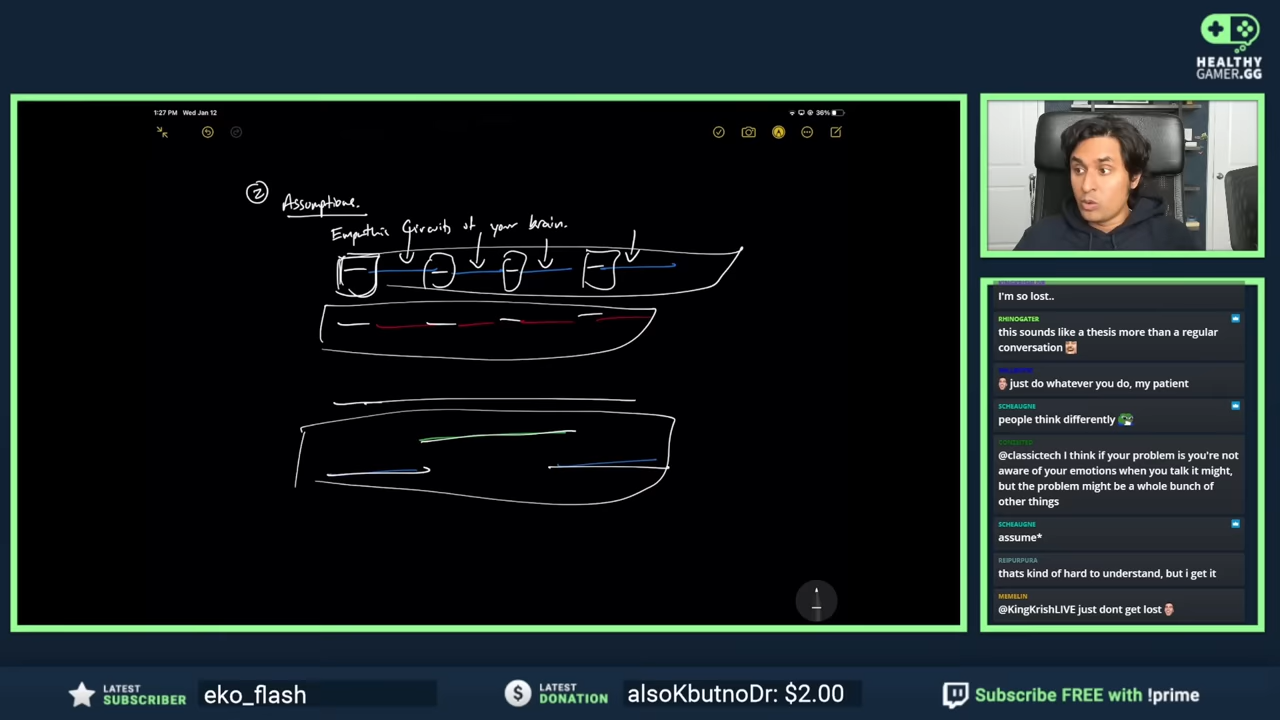 HEALTHY
GAMER.GG
1:27 PM Wed Jan 12
36%
2 Assumptions.
Empathic Circuits of your brain.
I'm so lost..
RHINOGATER
this sounds like a thesis more than a regular
conversation
just do whatever you do, my patient
SCHEAUGNE
people think differently
@classictech I think if your problem is you're not
aware of your emotions when you talk it might,
but the problem might be a whole bunch of
other things
SCHEAUGNE
assume*
REIPURPURA
thats kind of hard to understand, but i get it
MEMELIN
@KingKrishLIVE just dont get lost
LATEST
SUBSCRIBER
eko_flash
LATEST
DONATION
alsoKbutnoDr: $2.00
Subscribe FREE with !prime